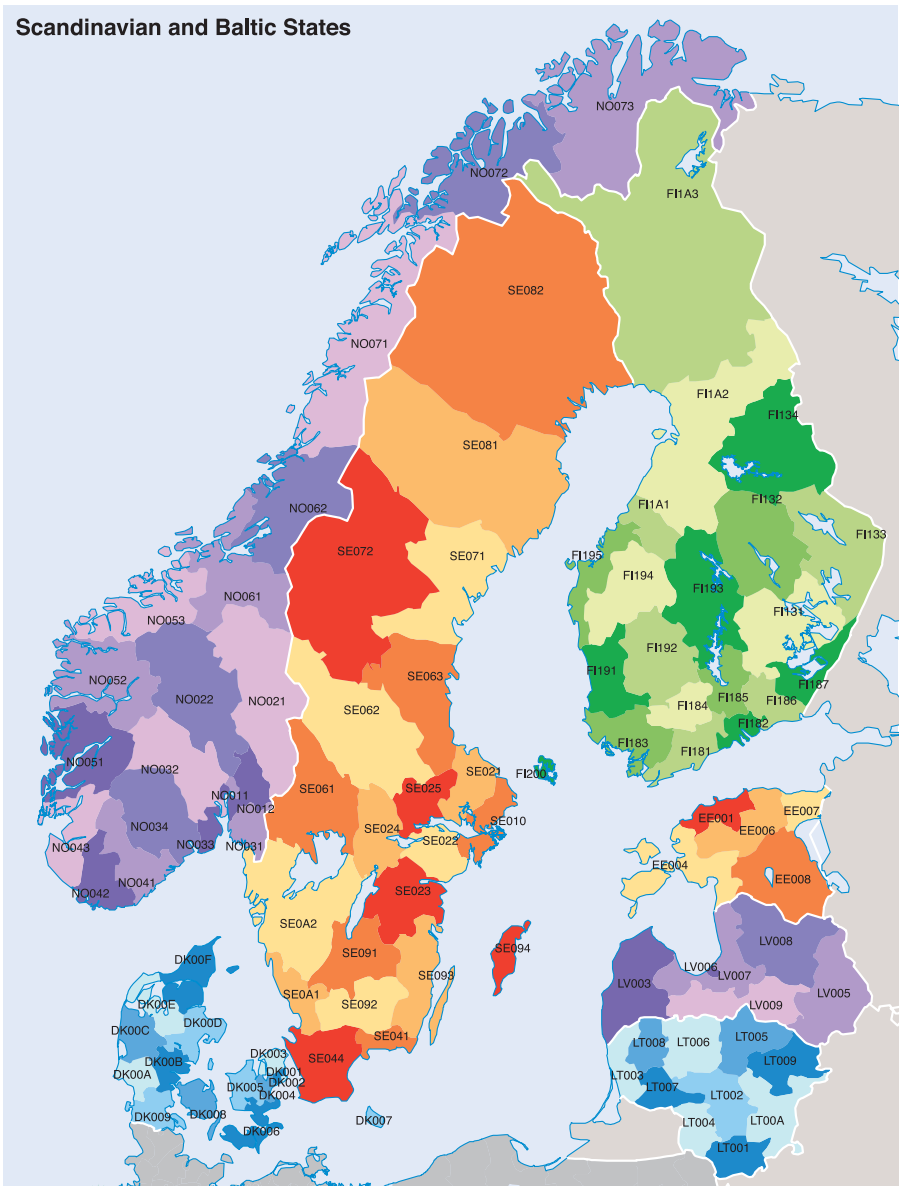 Scandinavian and Baltic States
NO073
NO072
FI1A3
SE082
NO071
FI1A2
FI134
SE081
NO062
FI132
FI1A1
FI133
SE072
SE071
FI195
FI194
FI193
NO061
NO053
FI131
FI192
NO052
SE063
FI191
FI187
NO022
NO021
FI185
FI186
SE062
FI184
FI182
FI183
FI181
NO051
NO032
SE021
FI200
SE061
SE025
NO011
NO012
SE010
EE007
EE001
EE006
NO034
SE024
SE022
NO033
NO031
NO043
EE004
EE008
NO041
NO042
SE023
SE0A2
LV008
SE094
SE091
DK00F
LV006
LV007
SE093
LV003
LV005
SE0A1
SE092
LV009
DK00E
DK00D
DK00C
SE041
LT005
LT008
LT006
DK003
SE044
DK00B
LT009
DK00A
DK001
LT003
DK002
DK005
LT007
DK004
LT002
DK009
DK008
DK007
LT004
LT00A
DK006
LT001